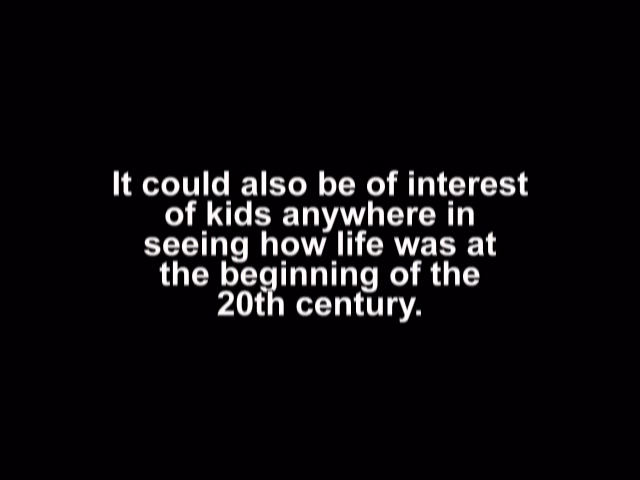 It could also be of interest
of kids anywhere in
seeing how life was at
the beginning of the
20th century.